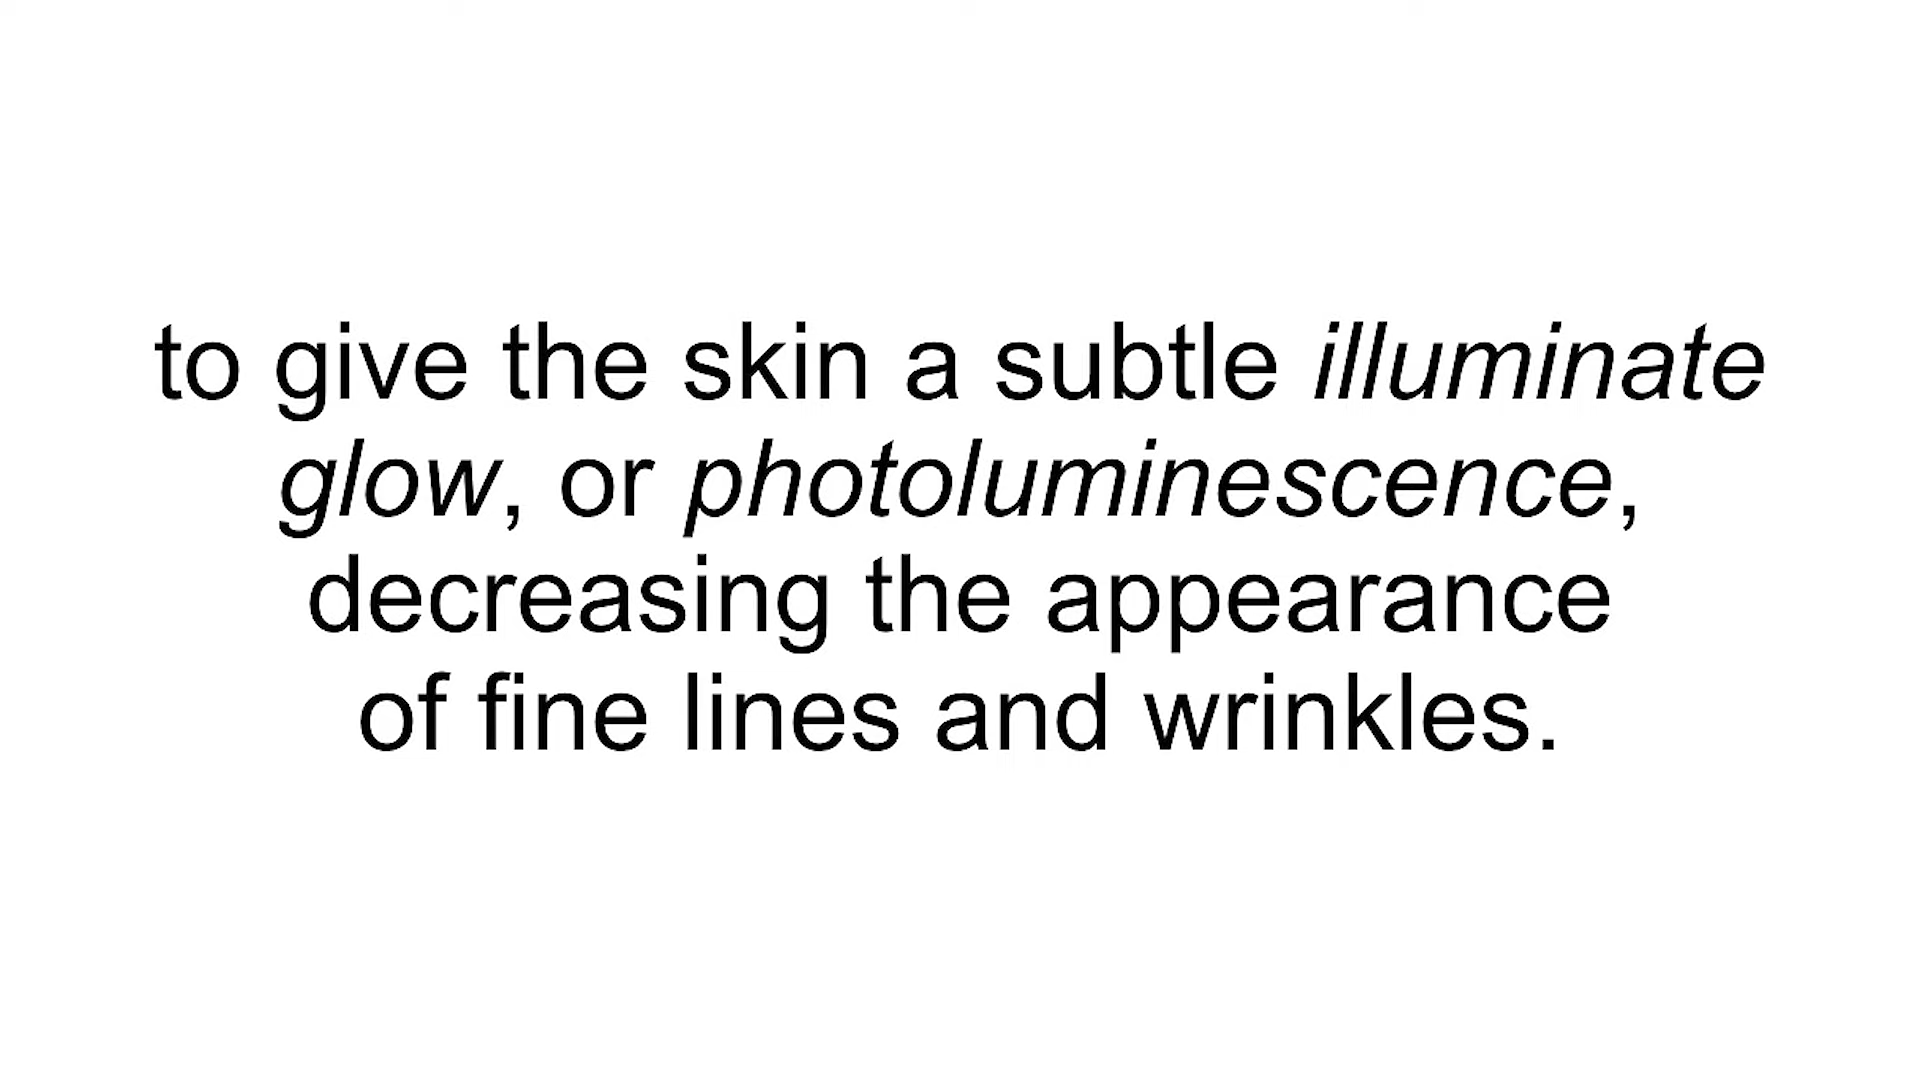 to give the skin a subtle illuminate
glow, or photoluminescence,
decreasing the appearance
of fine lines and wrinkles.